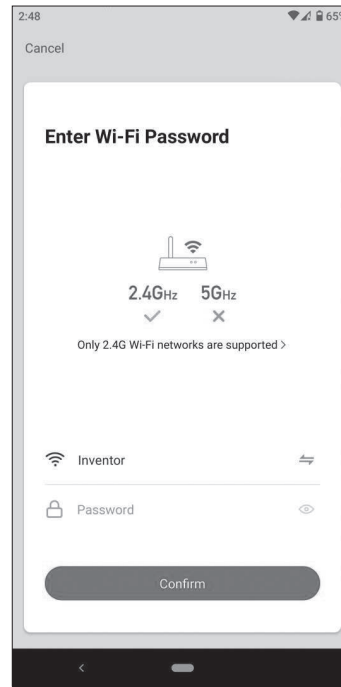 2:48 65%
Cancel
Enter Wi-Fi Password
2.4GHz 5GHz
Only 2.4G Wi-Fi networks are supported >
Inventor
Password
Confirm